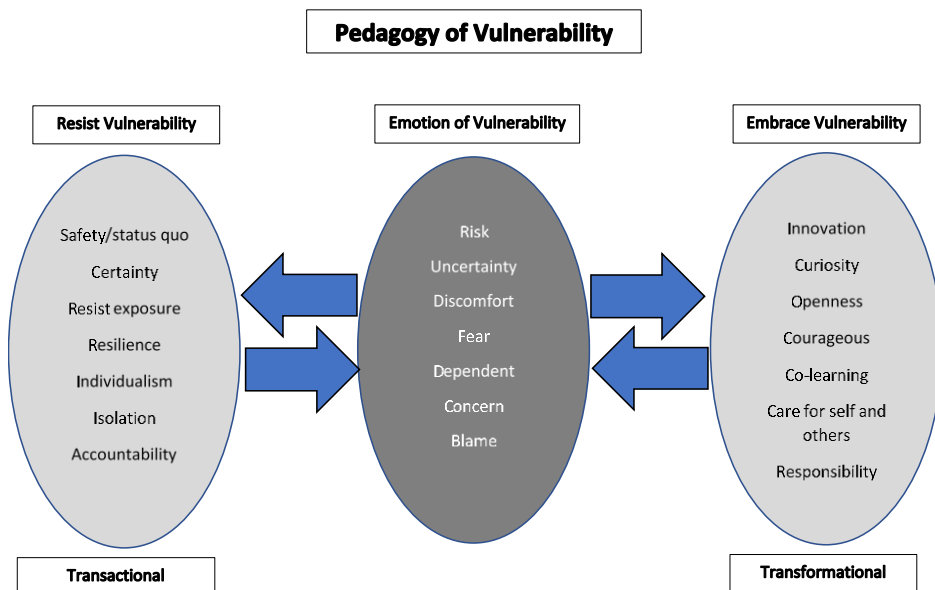 Pedagogy of Vulnerability
Resist Vulnerability
Safety/status quo
Certainty
Resist exposure
Resilience
Individualism
Isolation
Accountability
Transactional
Emotion of Vulnerability
Risk
Uncertainty
Discomfort
Fear
Dependent
Concern
Blame
Embrace Vulnerability
Innovation
Curiosity
Openness
Courageous
Co-learning
Care for self and
others
Responsibility
Transformational